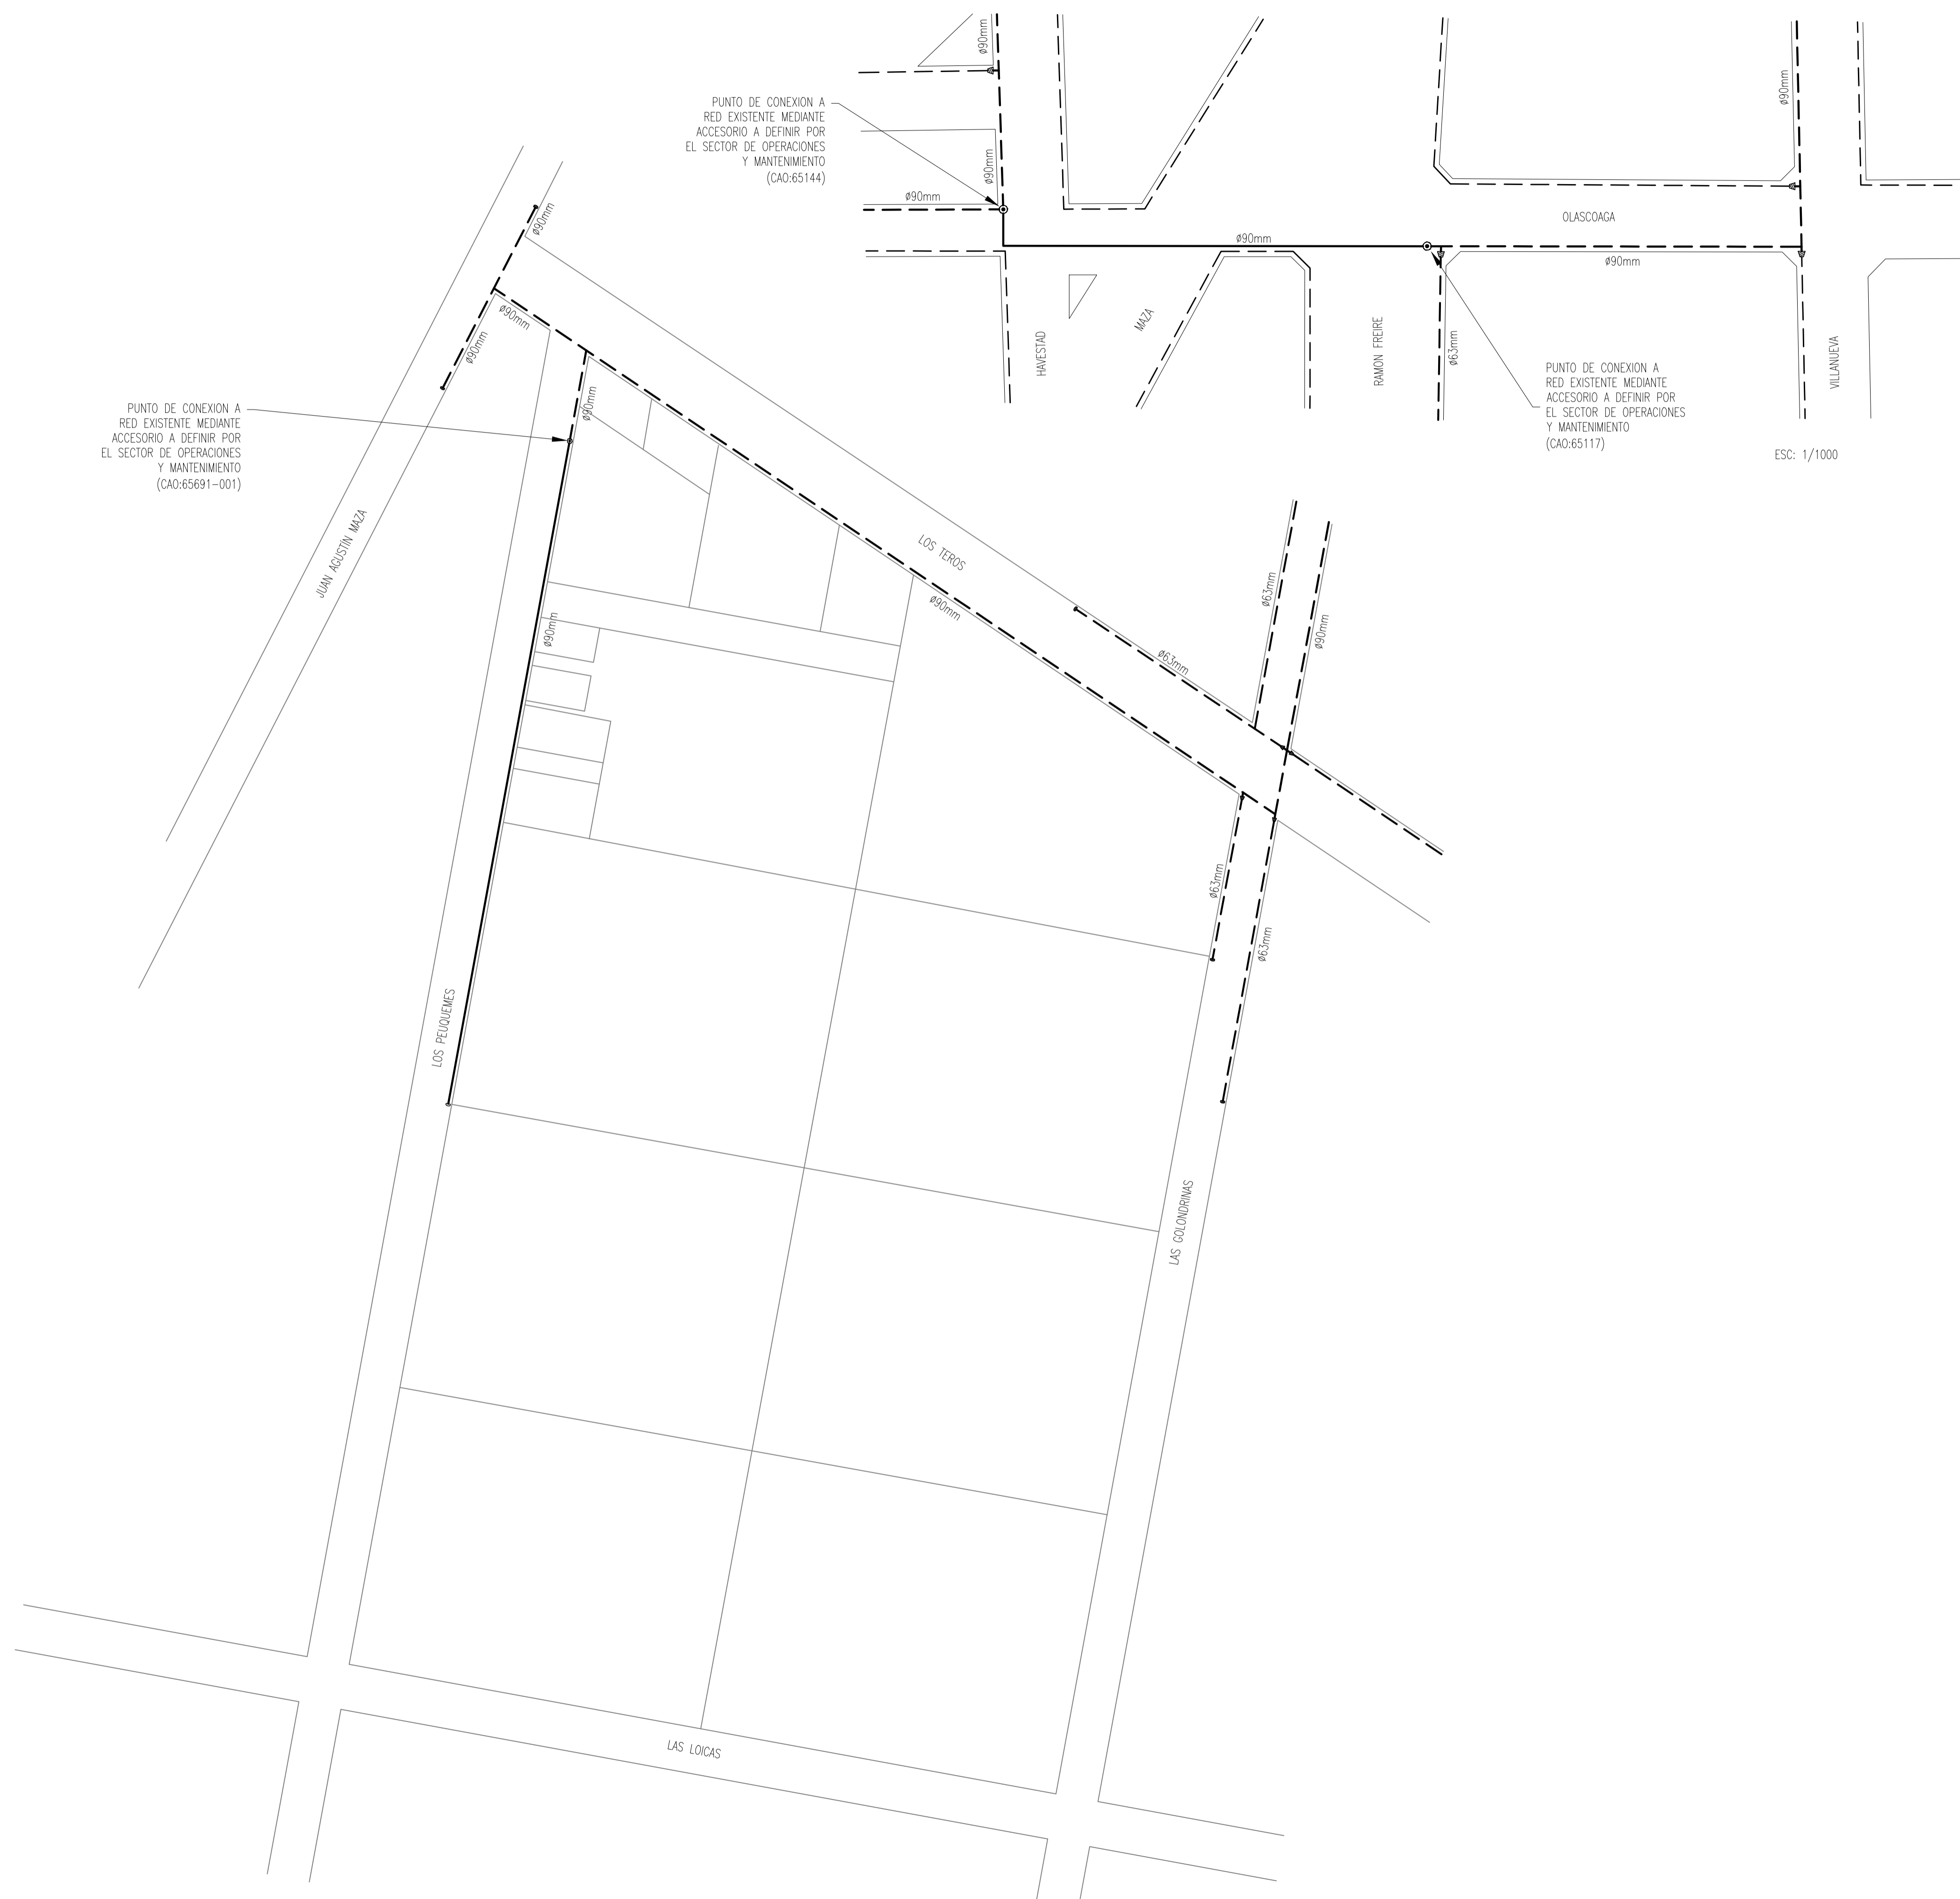 ø90mm
ø90mm
PUNTO DE CONEXION A
RED EXISTENTE MEDIANTE
ACCESORIO A DEFINIR POR
EL SECTOR DE OPERACIONES
Y MANTENIMIENTO
(CAO:65144)
ø90mm
ø90mm
OLASCOAGA
ø90mm
ø90mm
HAVESTAD
MAZA
RAMON FREIRE
ø63mm
VILLANUEVA
PUNTO DE CONEXION A
RED EXISTENTE MEDIANTE
ACCESORIO A DEFINIR POR
EL SECTOR DE OPERACIONES
Y MANTENIMIENTO
(CAO:65117)
ESC: 1/1000
ø90mm
ø90mm
ø90mm
ø90mm
PUNTO DE CONEXION A
RED EXISTENTE MEDIANTE
ACCESORIO A DEFINIR POR
EL SECTOR DE OPERACIONES
Y MANTENIMIENTO
(CAO:65691-001)
JUAN AGUSTÍN MAZA
LOS TEROS
ø90mm
ø90mm
ø63mm
ø90mm
ø63mm
ø63mm
ø63mm
LOS PEUQUEMES
LAS GOLONDRINAS
LAS LOICAS